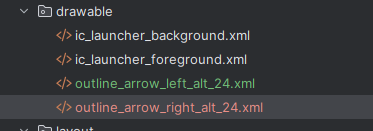 drawable
</> ic_launcher_background.xml
</> ic_launcher_foreground.xml
</> outline_arrow_left_alt_24.xml
</> outline_arrow_right_alt_24.xml
layout